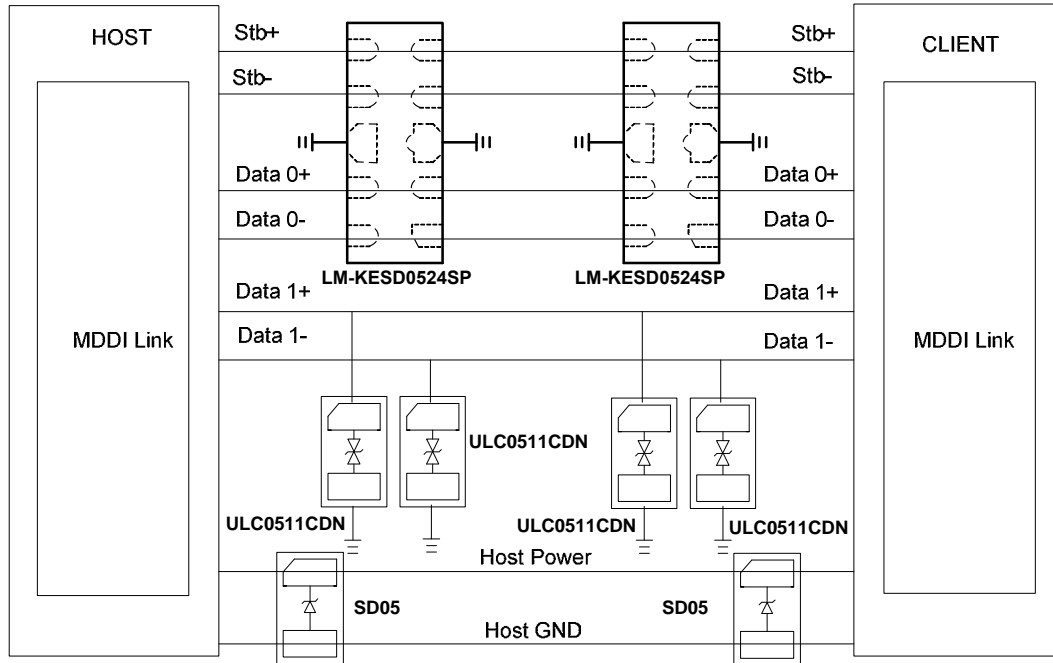 HOST
Stb+
Stb+
CLIENT
Stb-
Stb-
Data 0+
Data 0+
Data 0-
Data 0-
LM-KESD0524SP
LM-KESD0524SP
Data 1+
Data 1+
MDDI Link
Data 1-
Data 1-
MDDI Link
ULC0511CDN
ULC0511CDN
ULC0511CDN
ULC0511CDN
Host Power
SD05
SD05
Host GND